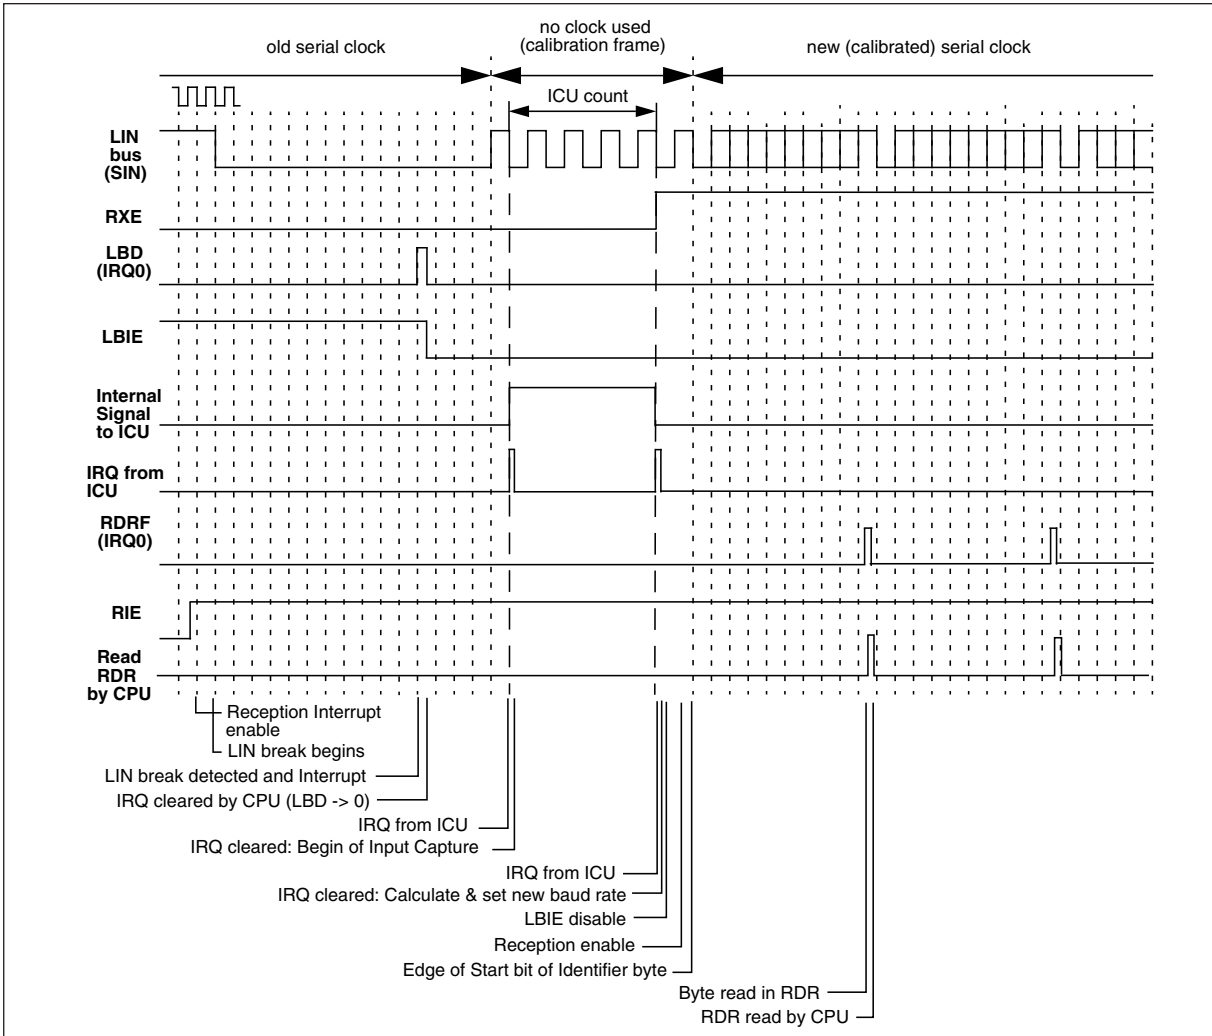 no clock used
old serial clock
(calibration frame)
new (calibrated) serial clock
ICU count
LIN
bus
(SIN)
RXE
LBD
(IRQ0)
LBIE
Internal
Signal
to ICU
IRQ from
ICU
RDRF
(IRQ0)
RIE
Read
RDR
by CPU
Reception Interrupt
enable
LIN break begins
LIN break detected and Interrupt
IRQ cleared by CPU (LBD -> 0)
IRQ from ICU
IRQ cleared: Begin of Input Capture
IRQ from ICU
IRQ cleared: Calculate & set new baud rate
LBIE disable
Reception enable
Edge of Start bit of Identifier byte
Byte read in RDR
RDR read by CPU